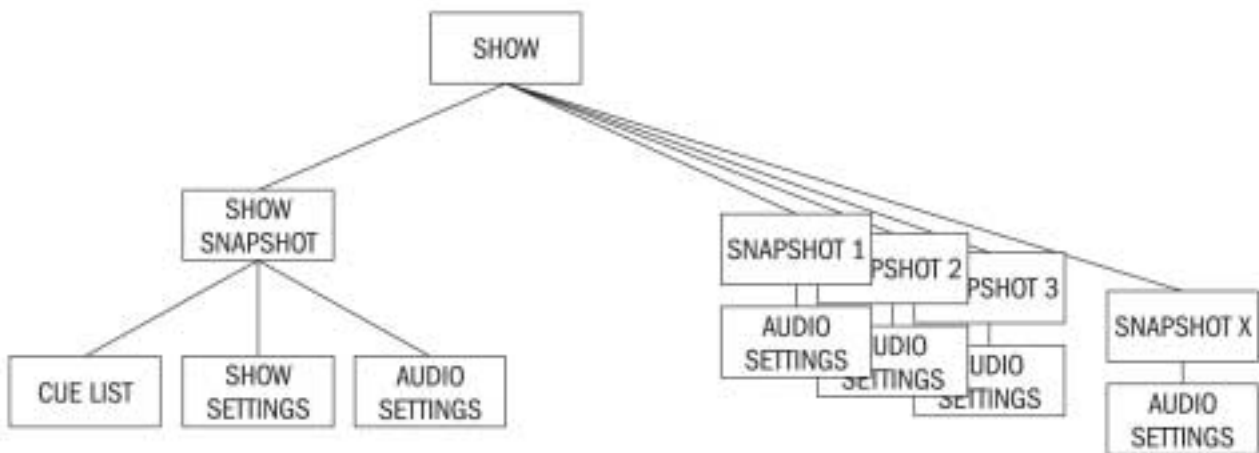 SHOW
SHOW
SNAPSHOT
SNAPSHOT 1
PSHOT 2
PSHOT 3
SNAPSHOT X
CUE LIST
SHOW
SETTINGS
AUDIO
SETTINGS
AUDIO
SETTINGS
UDIO
SETTINGS
UDIO
SETTINGS
AUDIO
SETTINGS